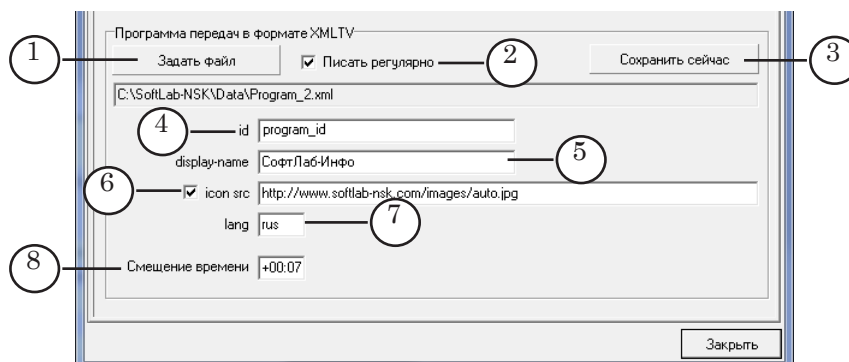 Программа передач в формате XMLTV
1 Задать файл Писать регулярно 2 Сохранить сейчас 3
C:\SoftLab-NSK\Data\Program_2.xml
4 id program_id
display-name СофтЛаб-Инфо 5
6 icon src http://www.softlab-nsk.com/images/auto.jpg
lang rus 7
8 Смещение времени +00:07
Закрыть